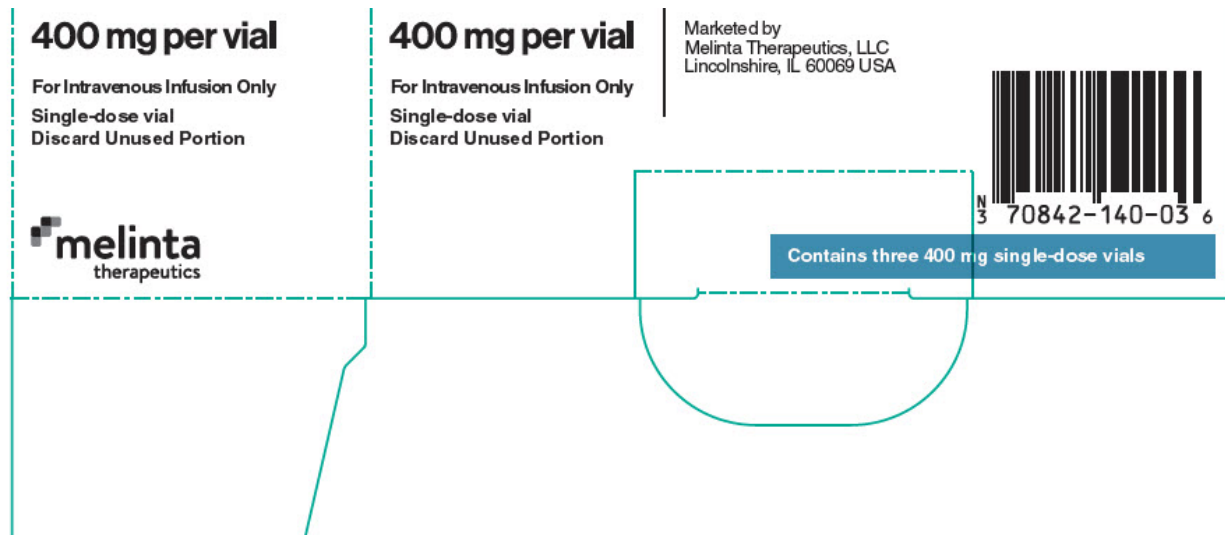 400 mg per vial
For Intravenous Infusion Only
Single-dose vial
Discard Unused Portion
melinta
therapeutics
400 mg per vial
For Intravenous Infusion Only
Single-dose vial
Discard Unused Portion
Marketed by
Melinta Therapeutics, LLC
Lincolnshire, IL 60069 USA
N
3 70842-140-03 6
Contains three 400 mg single-dose vials